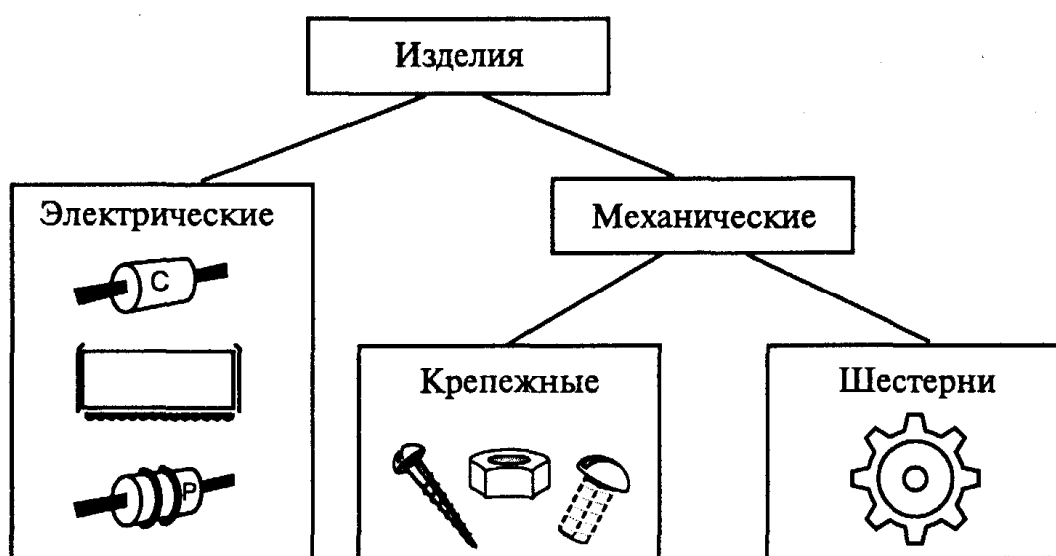 Изделия
Электрические
Механические
C
Крепежные
Шестерни
P